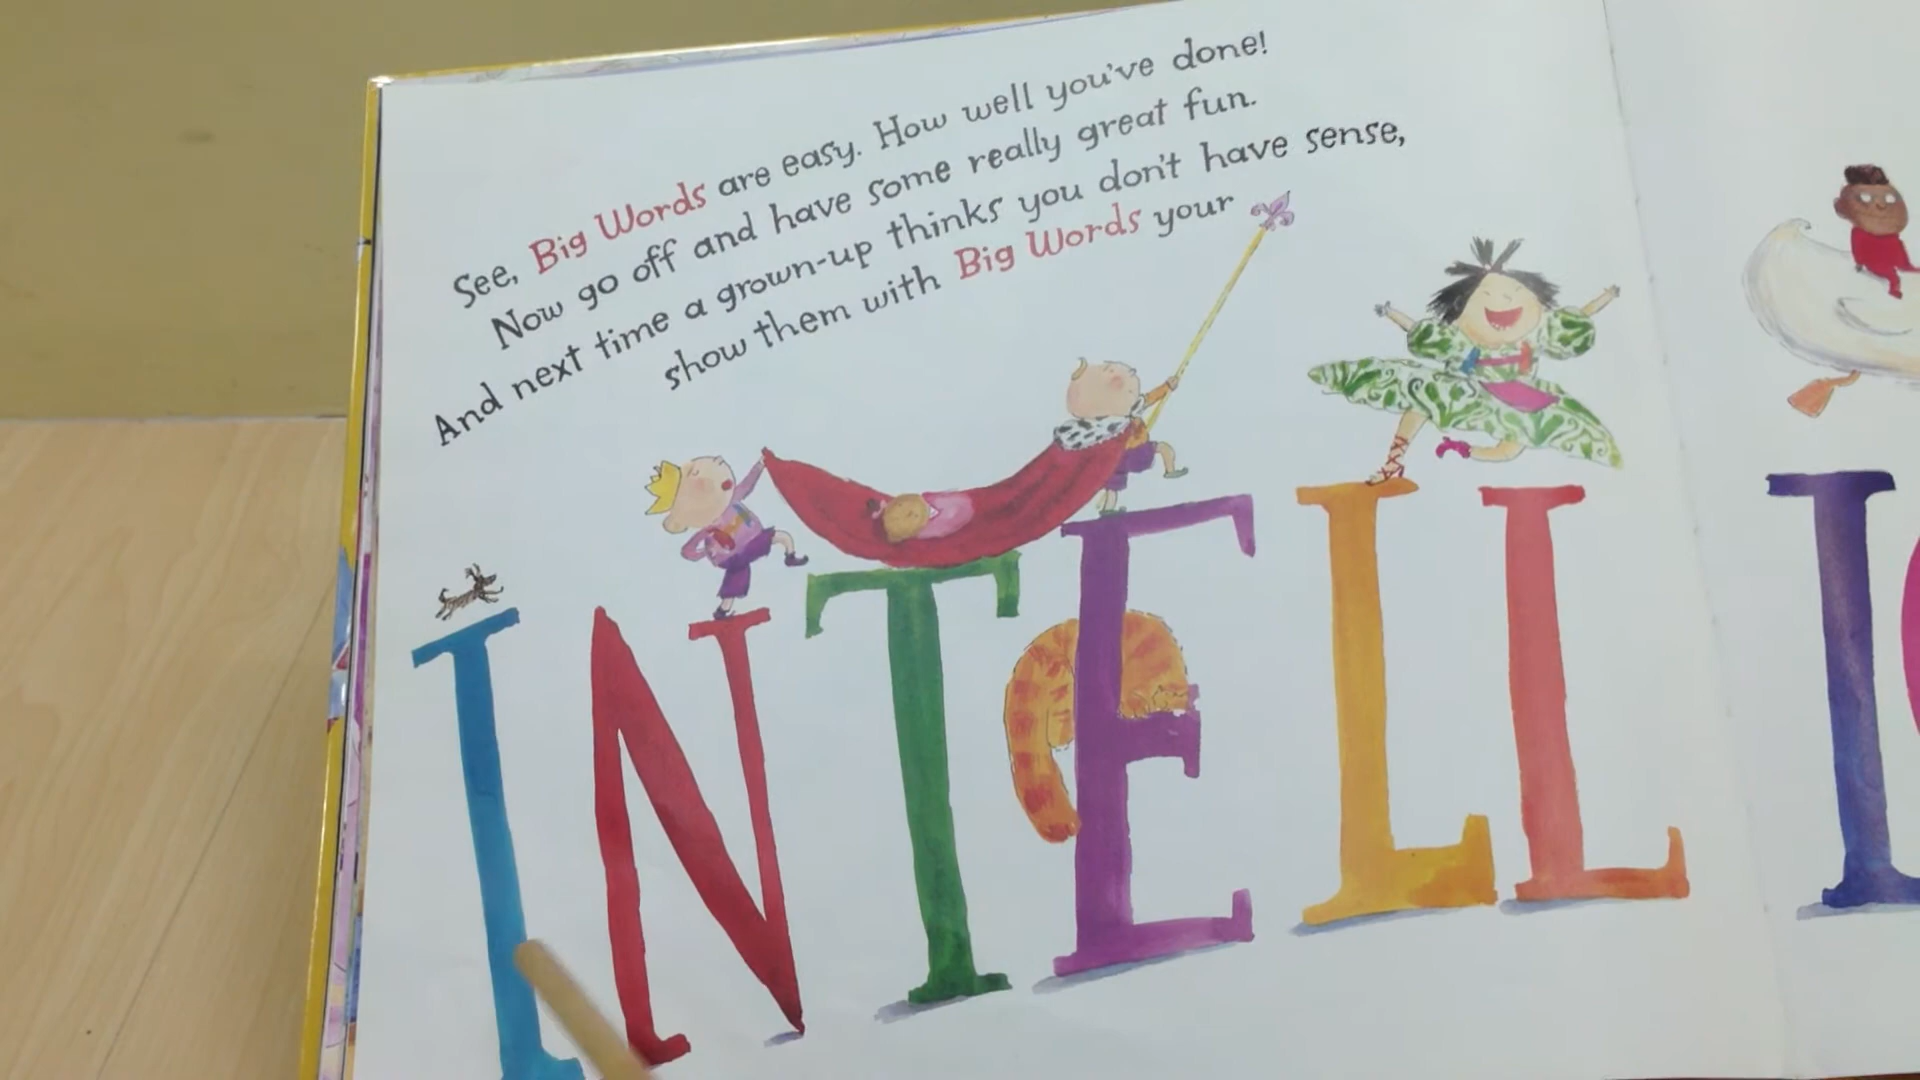 See, Big Words are easy. How well you've done!
Now go off and have some really great fun.
And next time a grown-up thinks you don't have sense,
show them with Big Words your
INTELL I